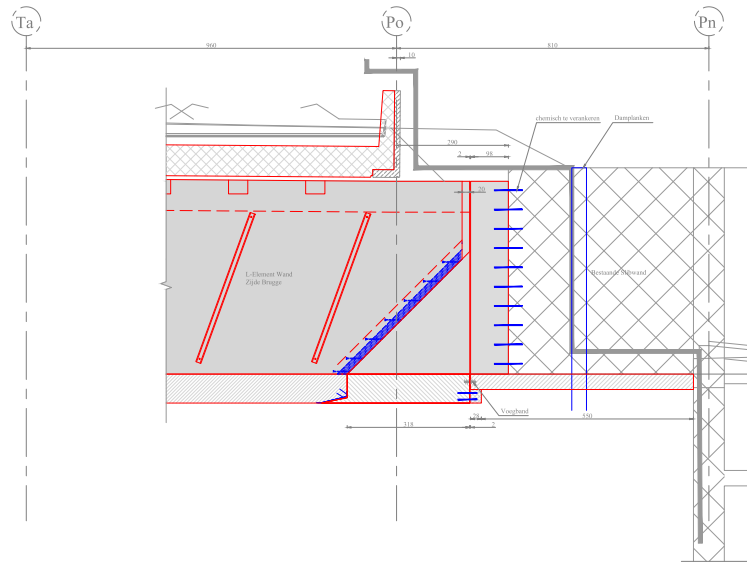 Ta
Po
Pn
960
810
10
chemisch te verankeren
Damplanken
290
2
98
20
L-Element Wand
Zijde Brugge
Bestaande Slibwand
Voegband
28
550
318
2